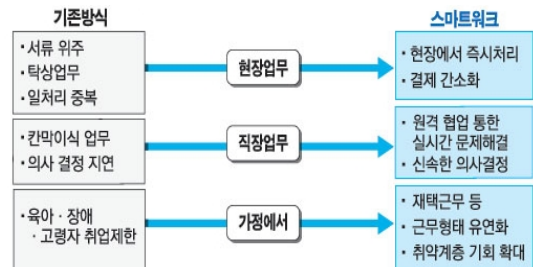 기존방식
스마트워크
· 서류 위주
· 탁상업무
· 일처리 중복
현장업무
· 현장에서 즉시처리
· 결제 간소화
· 칸막이식 업무
· 의사 결정 지연
직장업무
· 원격 협업 통한
실시간 문제해결
· 신속한 의사결정
· 육아 · 장애
· 고령자 취업제한
가정에서
· 재택근무 등
· 근무형태 유연화
· 취약계층 기회 확대